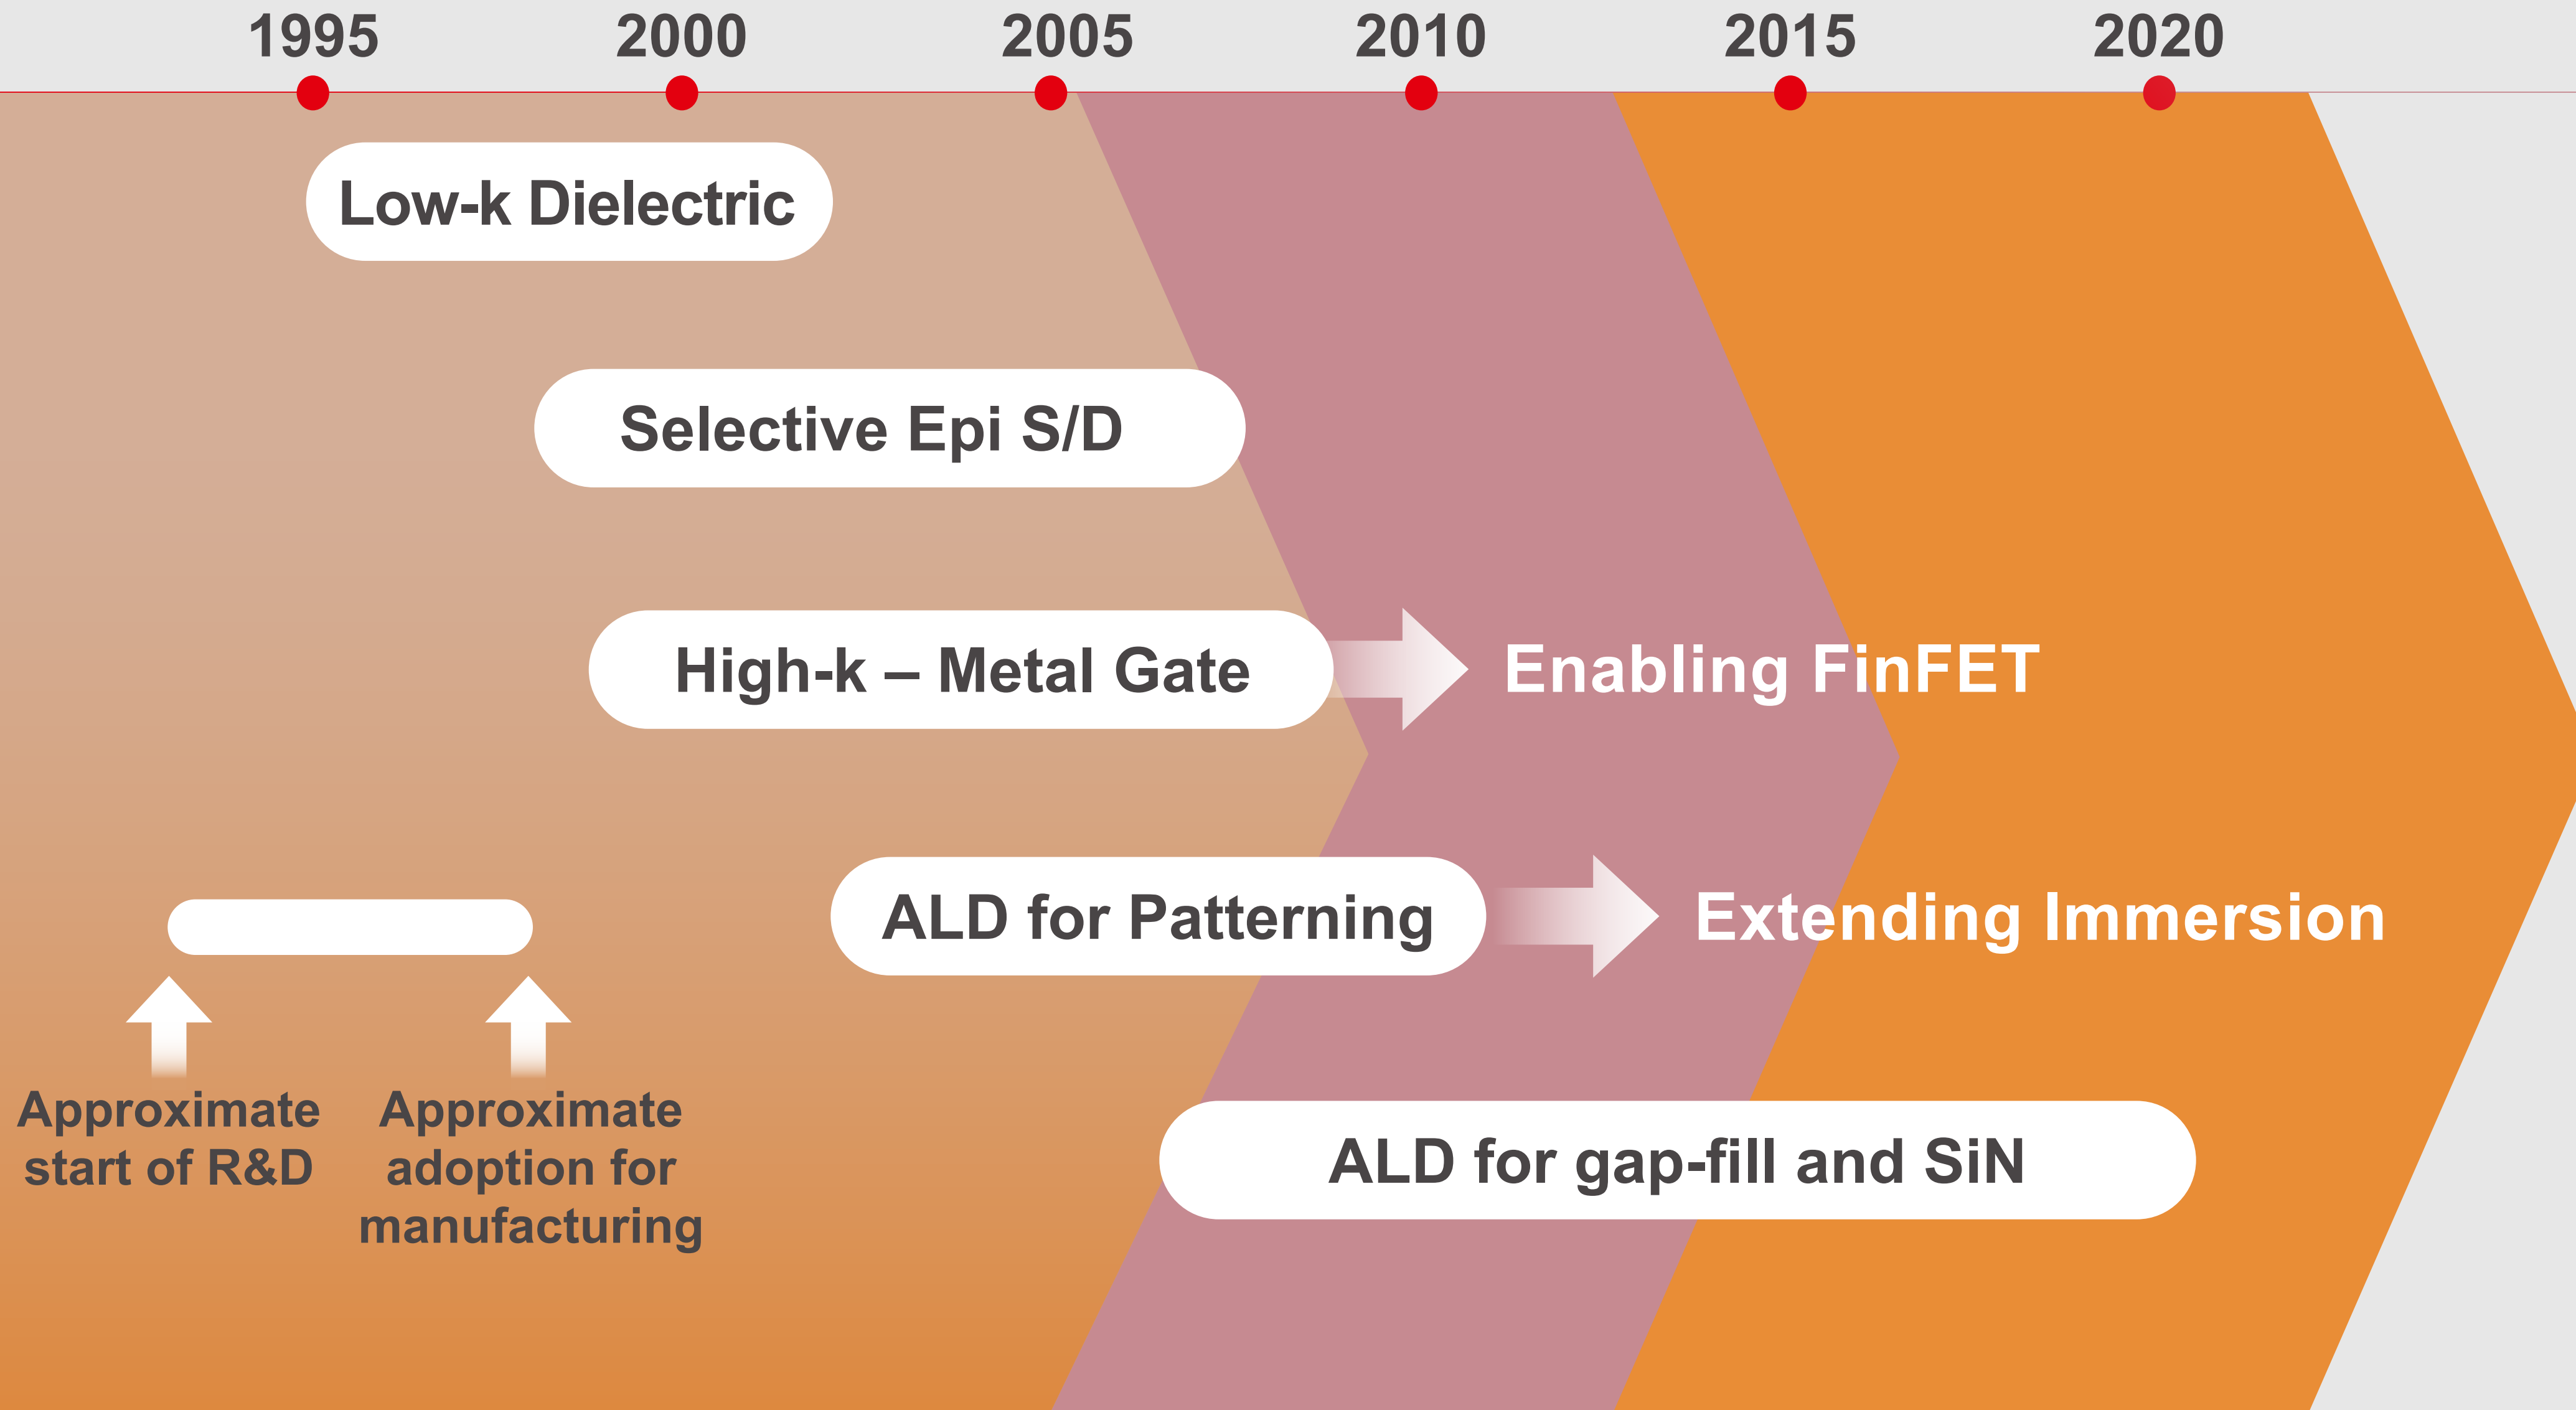 1995 2000 2005 2010 2015 2020
Low-k Dielectric
Selective Epi S/D
High-k – Metal Gate
Enabling FinFET
ALD for Patterning
Extending Immersion
Approximate
start of R&D
Approximate
adoption for
manufacturing
ALD for gap-fill and SiN